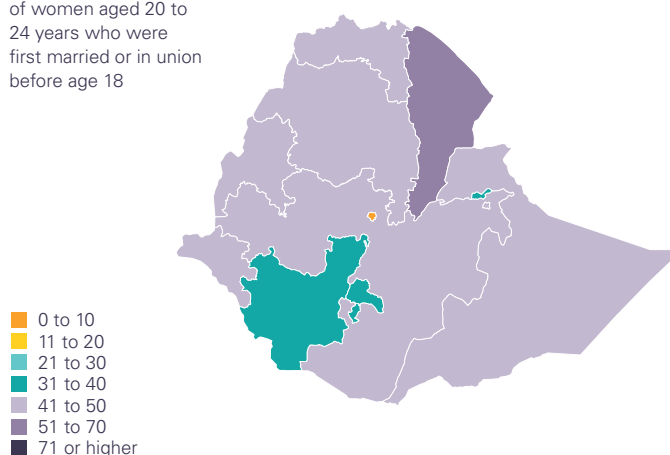 of women aged 20 to
24 years who were
first married or in union
before age 18
0 to 10
11 to 20
21 to 30
31 to 40
41 to 50
51 to 70
71 or higher